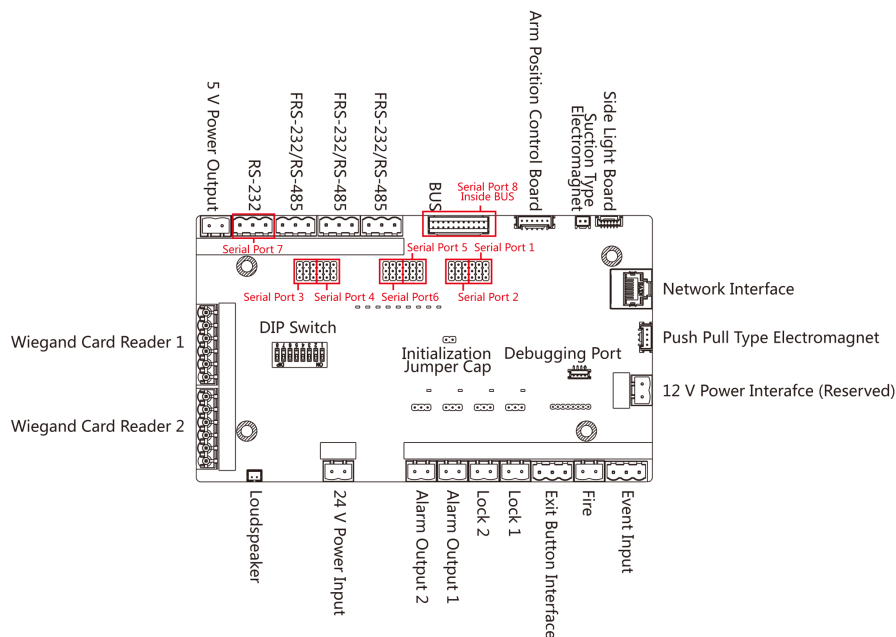 5 V Power Output
RS-232
FRS-232/RS-485
FRS-232/RS-485
FRS-232/RS-485
BUS
Serial Port 8
Inside BUS
Arm Position Control Board
Suction Type
Electromagnet
Side Light Board
Serial Port 7
Serial Port 5
Serial Port 1
Serial Port 3
Serial Port 4
Serial Port6
Serial Port 2
Network Interface
Wiegand Card Reader 1
DIP Switch
Initialization
Jumper Cap
Debugging Port
Push Pull Type Electromagnet
12 V Power Interafce (Reserved)
Wiegand Card Reader 2
Loudspeaker
24 V Power Input
Alarm Output 2
Alarm Output 1
Lock 2
Lock 1
Exit Button Interface
Fire
Event Input